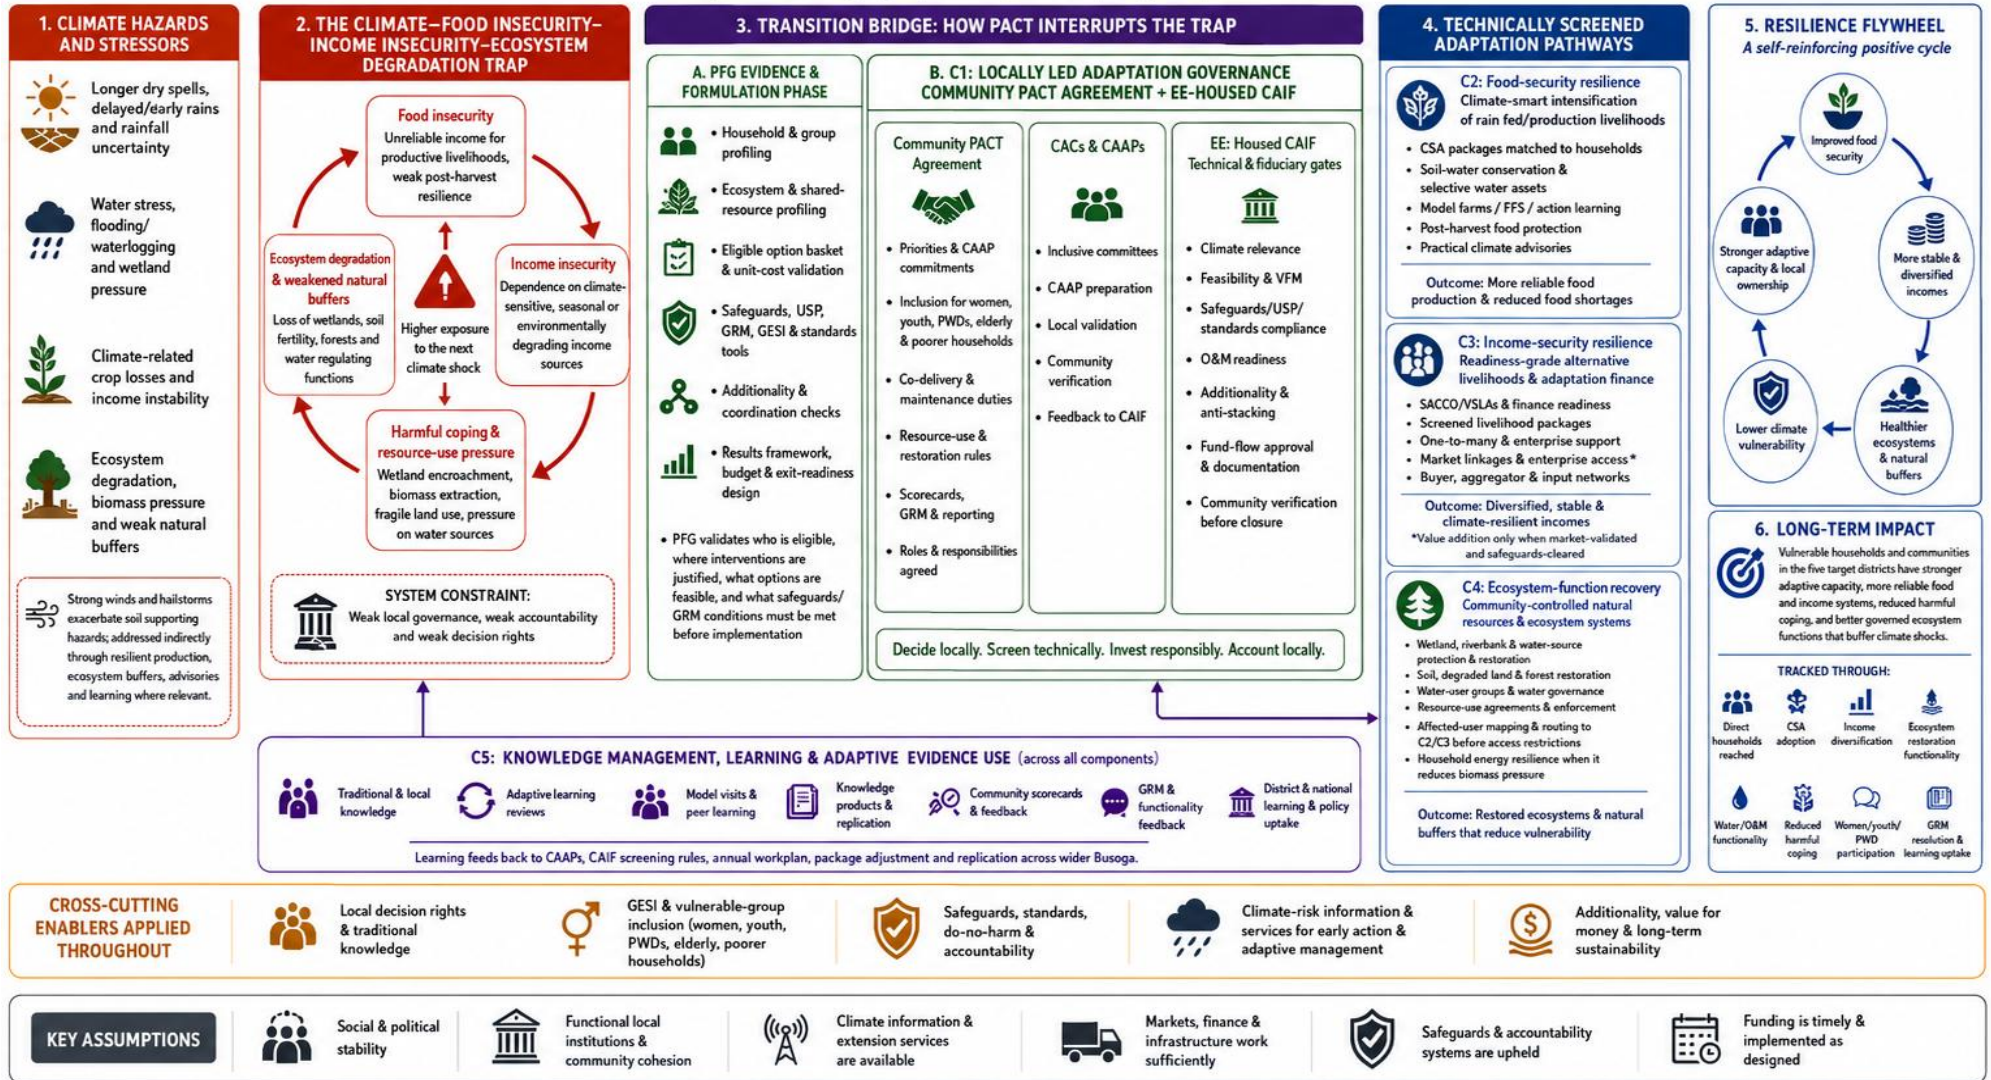 1. CLIMATE HAZARDS
AND STRESSORS
Longer dry spells,
delayed/early rains
and rainfall
uncertainty
Water stress,
flooding/
waterlogging
and wetland
pressure
Climate-related
crop losses and
income instability
Ecosystem
degradation,
biomass pressure
and weak natural
buffers
Strong winds and hailstorms
exacerbate soil supporting
hazards; addressed indirectly
through resilient production,
ecosystem buffers, advisories
and learning where relevant.
2. THE CLIMATE–FOOD INSECURITY–
INCOME INSECURITY–ECOSYSTEM
DEGRADATION TRAP
Food insecurity
Unreliable income for
productive livelihoods,
weak post-harvest
resilience
Income insecurity
Dependence on climate-
sensitive, seasonal or
environmentally
degrading income
sources
Harmful coping &
resource-use pressure
Wetland encroachment,
biomass extraction,
fragile land use, pressure
on water sources
Ecosystem degradation
& weakened natural
buffers
Loss of wetlands, soil
fertility, forests and
water regulating
functions
Higher exposure
to the next
climate shock
SYSTEM CONSTRAINT:
Weak local governance, weak accountability
and weak decision rights
3. TRANSITION BRIDGE: HOW PACT INTERRUPTS THE TRAP
A. PFG EVIDENCE &
FORMULATION PHASE
• Household & group
profiling
• Ecosystem & shared-
resource profiling
• Eligible option basket
& unit-cost validation
• Safeguards, USP,
GRM, GESI & standards
tools
• Additionality &
coordination checks
• Results framework,
budget & exit-readiness
design
• PFG validates who is eligible,
where interventions are
justified, what options are
feasible, and what safeguards/
GRM conditions must be met
before implementation
B. C1: LOCALLY LED ADAPTATION GOVERNANCE
COMMUNITY PACT AGREEMENT + EE-HOUSED CAIF
Community PACT
Agreement
• Priorities & CAAP
commitments
• Inclusion for women,
youth, PWDs, elderly
& poorer households
• Co-delivery &
maintenance duties
• Resource-use &
restoration rules
• Scorecards,
GRM & reporting
• Roles & responsibilities
agreed
CACs & CAAPs
• Inclusive committees
• CAAP preparation
• Local validation
• Community
verification
• Feedback to CAIF
EE: Housed CAIF
Technical & fiduciary gates
• Climate relevance
• Feasibility & VFM
• Safeguards/USP/
standards compliance
• O&M readiness
• Additionality &
anti-stacking
• Fund-flow approval
& documentation
• Community verification
before closure
Decide locally. Screen technically. Invest responsibly. Account locally.
4. TECHNICALLY SCREENED
ADAPTATION PATHWAYS
C2: Food-security resilience
Climate-smart intensification
of rain fed/production livelihoods
• CSA packages matched to households
• Soil-water conservation &
selective water assets
• Model farms / FFS / action learning
• Post-harvest food protection
• Practical climate advisories
Outcome: More reliable food
production & reduced food shortages
C3: Income-security resilience
Readiness-grade alternative
livelihoods & adaptation finance
• SACCO/VSLAs & finance readiness
• Screened livelihood packages
• One-to-many & enterprise support
• Market linkages & enterprise access*
• Buyer, aggregator & input networks
Outcome: Diversified, stable &
climate-resilient incomes
*Value addition only when market-validated
and safeguards-cleared
C4: Ecosystem-function recovery
Community-controlled natural
resources & ecosystem systems
• Wetland, riverbank & water-source
protection & restoration
• Soil, degraded land & forest restoration
• Water-user groups & water governance
• Resource-use agreements & enforcement
• Affected-user mapping & routing to
C2/C3 before access restrictions
• Household energy resilience when it
reduces biomass pressure
Outcome: Restored ecosystems & natural
buffers that reduce vulnerability
5. RESILIENCE FLYWHEEL
A self-reinforcing positive cycle
Improved food
security
More stable &
diversified
incomes
Healthier
ecosystems
& natural
buffers
Lower climate
vulnerability
Stronger adaptive
capacity & local
ownership
6. LONG-TERM IMPACT
Vulnerable households and communities
in the five target districts have stronger
adaptive capacity, more reliable food
and income systems, reduced harmful
coping, and better governed ecosystem
functions that buffer climate shocks.
TRACKED THROUGH:
Direct
households
reached
CSA
adoption
Income
diversification
Ecosystem
restoration
functionality
Water/O&M
functionality
Reduced
harmful
coping
Women/youth/
PWD
participation
GRM
resolution &
learning uptake
C5: KNOWLEDGE MANAGEMENT, LEARNING & ADAPTIVE EVIDENCE USE (across all components)
Traditional & local
knowledge
Adaptive learning
reviews
Model visits &
peer learning
Knowledge
products &
replication
Community scorecards
& feedback
GRM &
functionality
feedback
District & national
learning & policy
uptake
Learning feeds back to CAAPs, CAIF screening rules, annual workplan, package adjustment and replication across wider Busoga.
CROSS-CUTTING
ENABLERS APPLIED
THROUGHOUT
Local decision rights
& traditional
knowledge
GESI & vulnerable-group
inclusion (women, youth,
PWDs, elderly, poorer
households)
Safeguards, standards,
do-no-harm &
accountability
Climate-risk information &
services for early action &
adaptive management
Additionality, value for
money & long-term
sustainability
KEY ASSUMPTIONS
Social & political
stability
Functional local
institutions &
community cohesion
Climate information &
extension services
are available
Markets, finance &
infrastructure work
sufficiently
Safeguards & accountability
systems are upheld
Funding is timely &
implemented as
designed